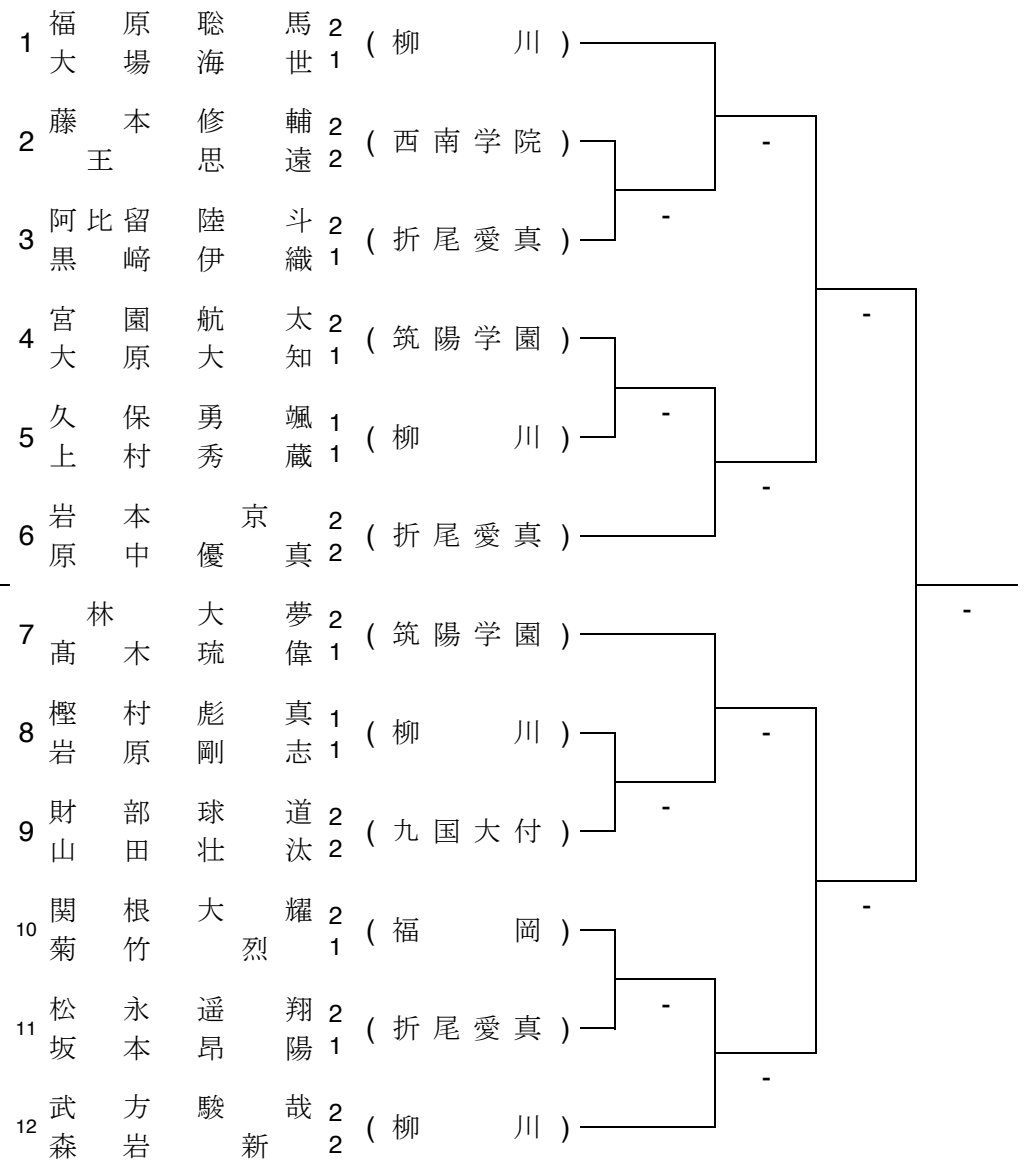 1 福原聡馬 2 (柳川)
大場海世 1
-
2 藤本修輔 2 (西南学院)
王思遠 2
-
3 阿比留陸斗 2 (折尾愛真)
黒﨑伊織 1
-
4 宮園航太 2 (筑陽学園)
大原大知 1
-
5 久保勇颯 1 (柳川)
上村秀蔵 1
-
6 岩本京 2 (折尾愛真)
原中優真 2
-
7 林大夢 2 (筑陽学園)
髙木琉偉 1
-
8 樫村彪真 1 (柳川)
岩原剛志 1
-
9 財部球道 2 (九国大付)
山田壮汰 2
-
10 関根大耀 2 (福岡)
菊竹烈 1
-
11 松永遥翔 2 (折尾愛真)
坂本昂陽 1
-
12 武方駿哉 2 (柳川)
森岩新 2